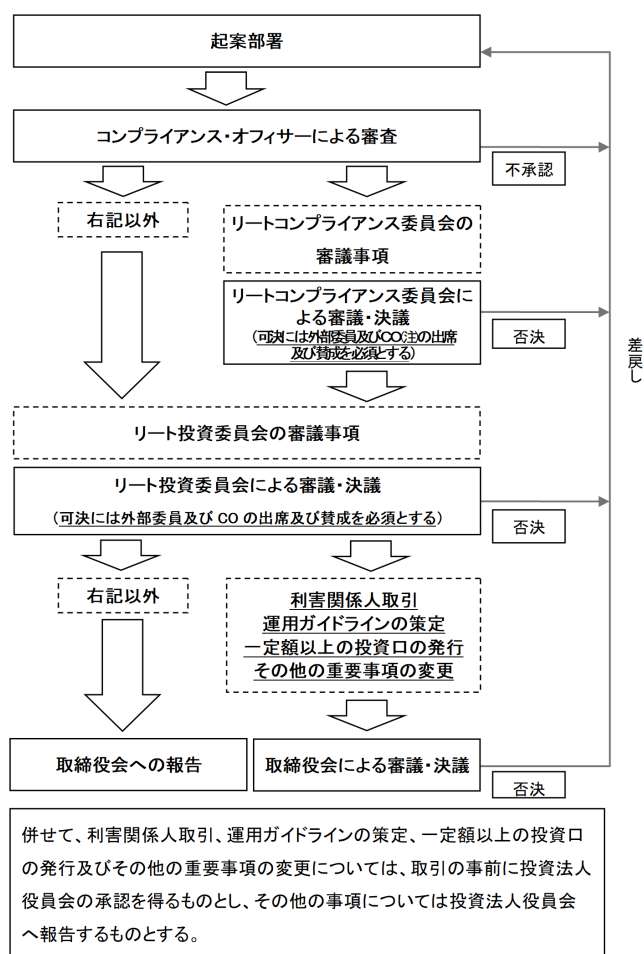 起案部署
コンプライアンス・オフィサーによる審査
不承認
右記以外
リートコンプライアンス委員会の
審議事項
リートコンプライアンス委員会に
よる審議・決議
(可決には外部委員及びCO(注)の出席
及び賛成を必須とする)
否決
差戻し
リート投資委員会の審議事項
リート投資委員会による審議・決議
(可決には外部委員及び CO の出席及び賛成を必須とする)
否決
右記以外
利害関係人取引
運用ガイドラインの策定
一定額以上の投資口の発行
その他の重要事項の変更
取締役会への報告
取締役会による審議・決議
否決
併せて、利害関係人取引、運用ガイドラインの策定、一定額以上の投資口
の発行及びその他の重要事項の変更については、取引の事前に投資法人
役員会の承認を得るものとし、その他の事項については投資法人役員会
へ報告するものとする。